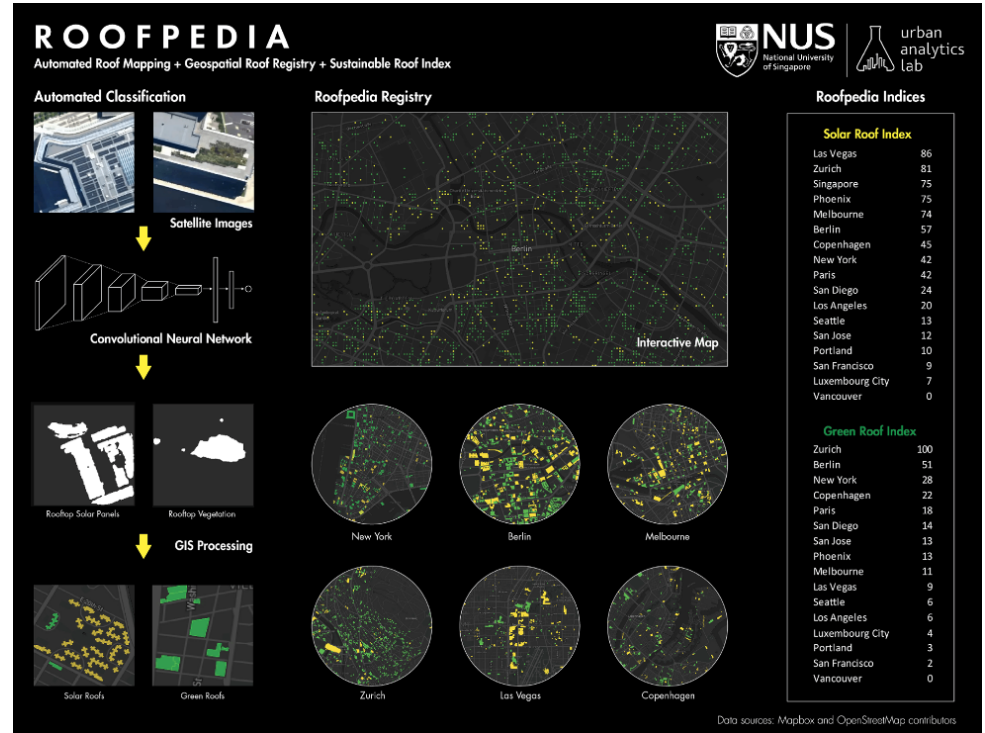 ROOFPEDIA
Automated Roof Mapping + Geospatial Roof Registry + Sustainable Roof Index
NUS
National University
of Singapore
urban
analytics
lab
Automated Classification
Satellite Images
Convolutional Neural Network
Rooftop Solar Panels
Rooftop Vegetation
GIS Processing
Solar Roofs
Green Roofs
Roofpedia Registry
Berlin
Interactive Map
New York
Berlin
Melbourne
Zurich
Las Vegas
Copenhagen
Roofpedia Indices
Solar Roof Index
Las Vegas 86
Zurich 81
Singapore 75
Phoenix 75
Melbourne 74
Berlin 57
Copenhagen 45
New York 42
Paris 42
San Diego 24
Los Angeles 20
Seattle 13
San Jose 12
Portland 10
San Francisco 9
Luxembourg City 7
Vancouver 0
Green Roof Index
Zurich 100
Berlin 51
New York 28
Copenhagen 22
Paris 18
San Diego 14
San Jose 13
Phoenix 13
Melbourne 11
Las Vegas 9
Seattle 6
Los Angeles 6
Luxembourg City 4
Portland 3
San Francisco 2
Vancouver 0
Data sources: Mapbox and OpenStreetMap contributors